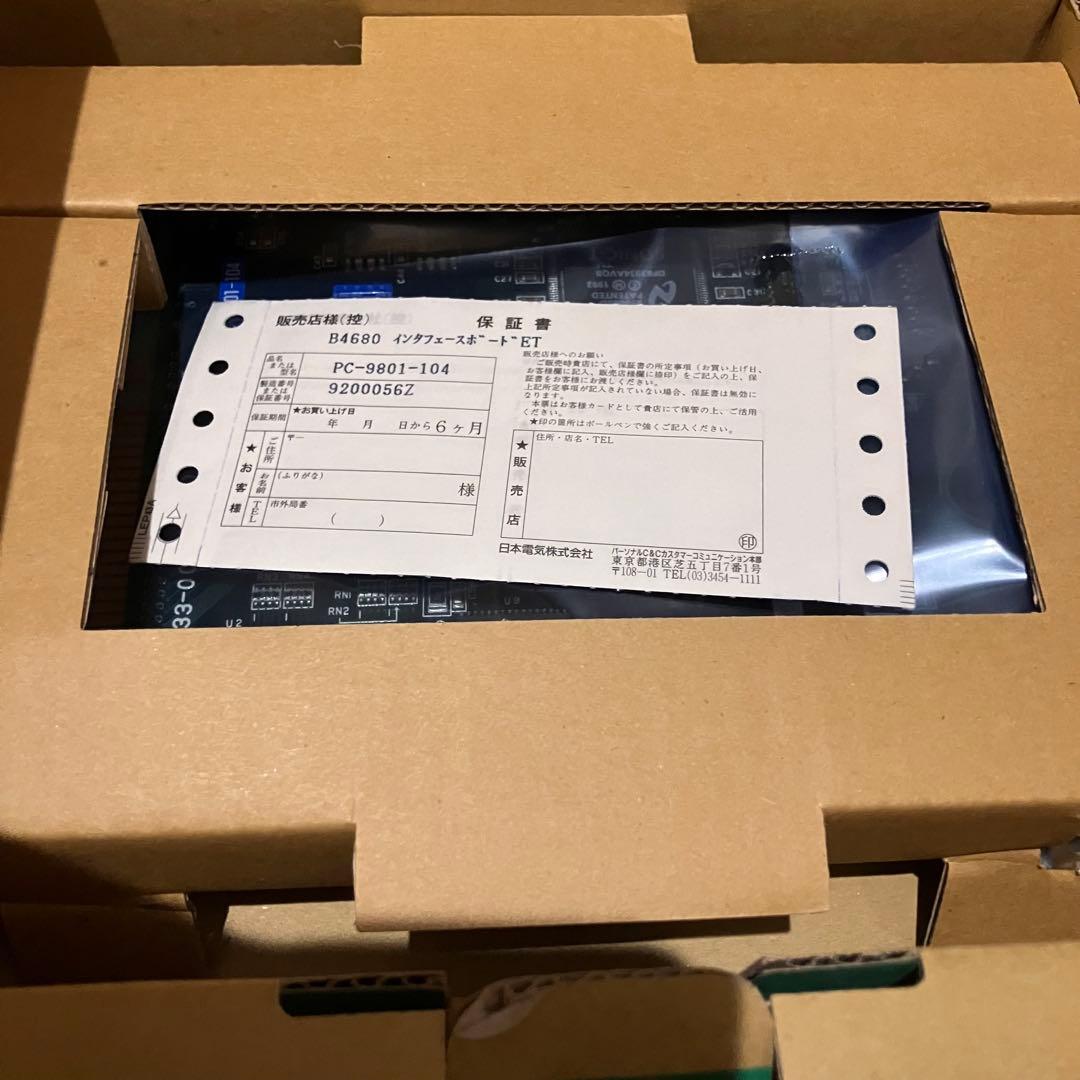 01-104
C27
DP83934AVQB
Ⓜ 1992
PATENTED
販売店様(控)
保証書
B4680 インタフェースボードET
品名
または
型名
PC-9801-104
製造番号
または
保証番号
9200056Z
保証期間
★お買い上げ日
年 月 日から6ヶ月
★お客様
ご住所
〒−
お名前
(ふりがな)
様
TEL
市外局番
( )
販売店様へのお願い
ご販売時貴店にて、保証書の所定事項(お買い上げ日、
お客様欄に記入、販売店様欄に捺印)をご記入の上、保
証書をお客様にお渡しください。
上記所定事項が記入されていない場合、保証書は無効に
なります。
本票はお客様カードとして貴店にて保管の上、ご活用
ください。
★印の箇所はボールペンで強くご記入ください。
★販売店
住所・店名・TEL
印
日本電気株式会社
パーソナルC&Cカスタマーコミュニケーション本部
東京都港区芝五丁目7番1号
〒108-01 TEL(03)3454-1111
33-0
RN3
RN1
RN2
U2
U9